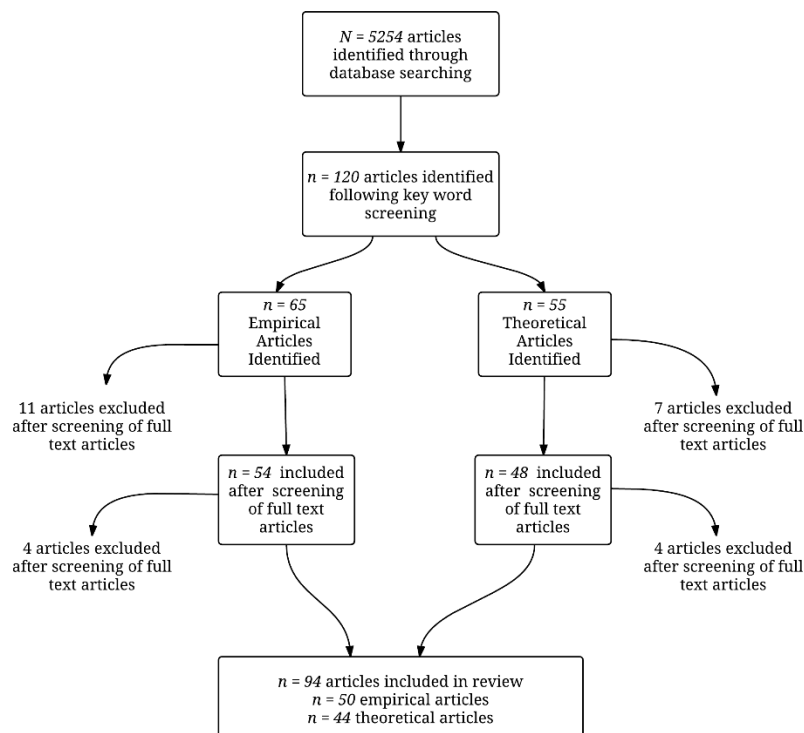 N = 5254 articles
identified through
database searching
n = 120 articles identified
following key word
screening
n = 65
Empirical
Articles
Identified
n = 55
Theoretical
Articles
Identified
11 articles excluded
after screening of full
text articles
7 articles excluded
after screening of full
text articles
n = 54 included
after screening
of full text
articles
n = 48 included
after screening
of full text
articles
4 articles excluded
after screening of full
text articles
4 articles excluded
after screening of full
text articles
n = 94 articles included in review
n = 50 empirical articles
n = 44 theoretical articles